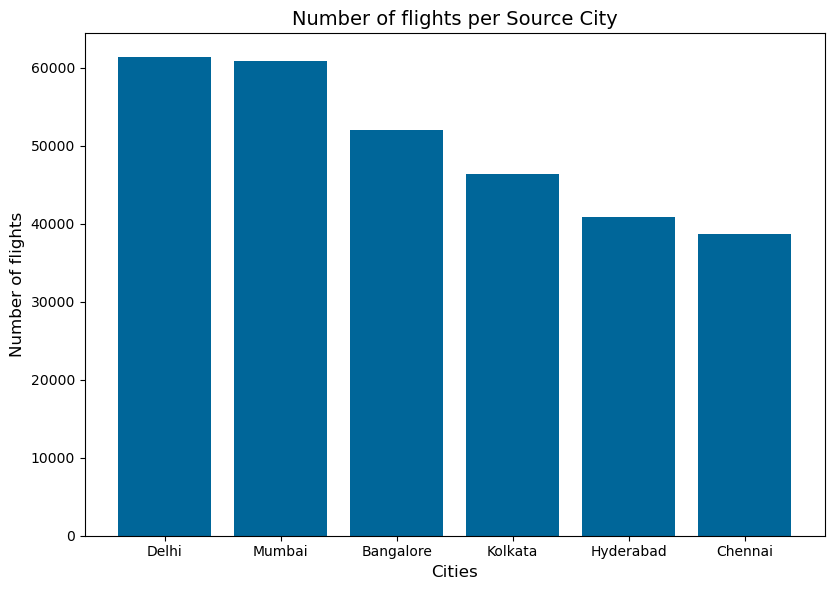 Number of flights per Source City
Number of flights
60000
50000
40000
30000
20000
10000
0
Delhi Mumbai Bangalore Kolkata Hyderabad Chennai
Cities